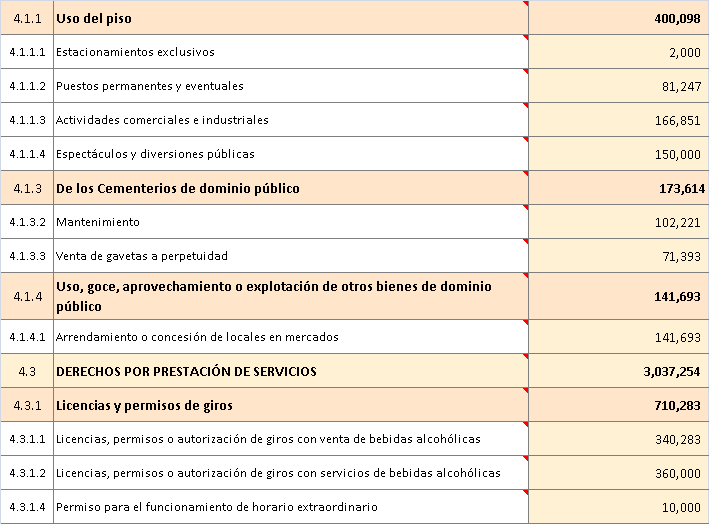 4.1.1 Uso del piso 400,098
4.1.1.1 Estacionamientos exclusivos 2,000
4.1.1.2 Puestos permanentes y eventuales 81,247
4.1.1.3 Actividades comerciales e industriales 166,851
4.1.1.4 Espectáculos y diversiones públicas 150,000
4.1.3 De los Cementerios de dominio público 173,614
4.1.3.2 Mantenimiento 102,221
4.1.3.3 Venta de gavetas a perpetuidad 71,393
4.1.4 Uso, goce, aprovechamiento o explotación de otros bienes de dominio
público 141,693
4.1.4.1 Arrendamiento o concesión de locales en mercados 141,693
4.3 DERECHOS POR PRESTACIÓN DE SERVICIOS 3,037,254
4.3.1 Licencias y permisos de giros 710,283
4.3.1.1 Licencias, permisos o autorización de giros con venta de bebidas alcohólicas 340,283
4.3.1.2 Licencias, permisos o autorización de giros con servicios de bebidas alcohólicas 360,000
4.3.1.4 Permiso para el funcionamiento de horario extraordinario 10,000